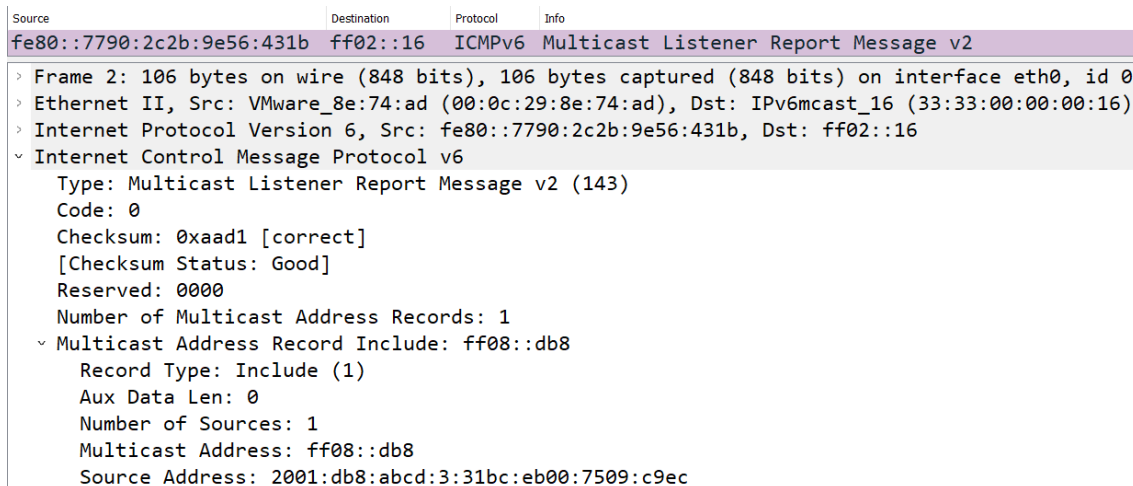 Source Destination Protocol Info
fe80::7790:2c2b:9e56:431b ff02::16 ICMPv6 Multicast Listener Report Message v2
Frame 2: 106 bytes on wire (848 bits), 106 bytes captured (848 bits) on interface eth0, id 0
Ethernet II, Src: VMware_8e:74:ad (00:0c:29:8e:74:ad), Dst: IPv6mcast_16 (33:33:00:00:00:16)
Internet Protocol Version 6, Src: fe80::7790:2c2b:9e56:431b, Dst: ff02::16
Internet Control Message Protocol v6
Type: Multicast Listener Report Message v2 (143)
Code: 0
Checksum: 0xaad1 [correct]
[Checksum Status: Good]
Reserved: 0000
Number of Multicast Address Records: 1
Multicast Address Record Include: ff08::db8
Record Type: Include (1)
Aux Data Len: 0
Number of Sources: 1
Multicast Address: ff08::db8
Source Address: 2001:db8:abcd:3:31bc:eb00:7509:c9ec